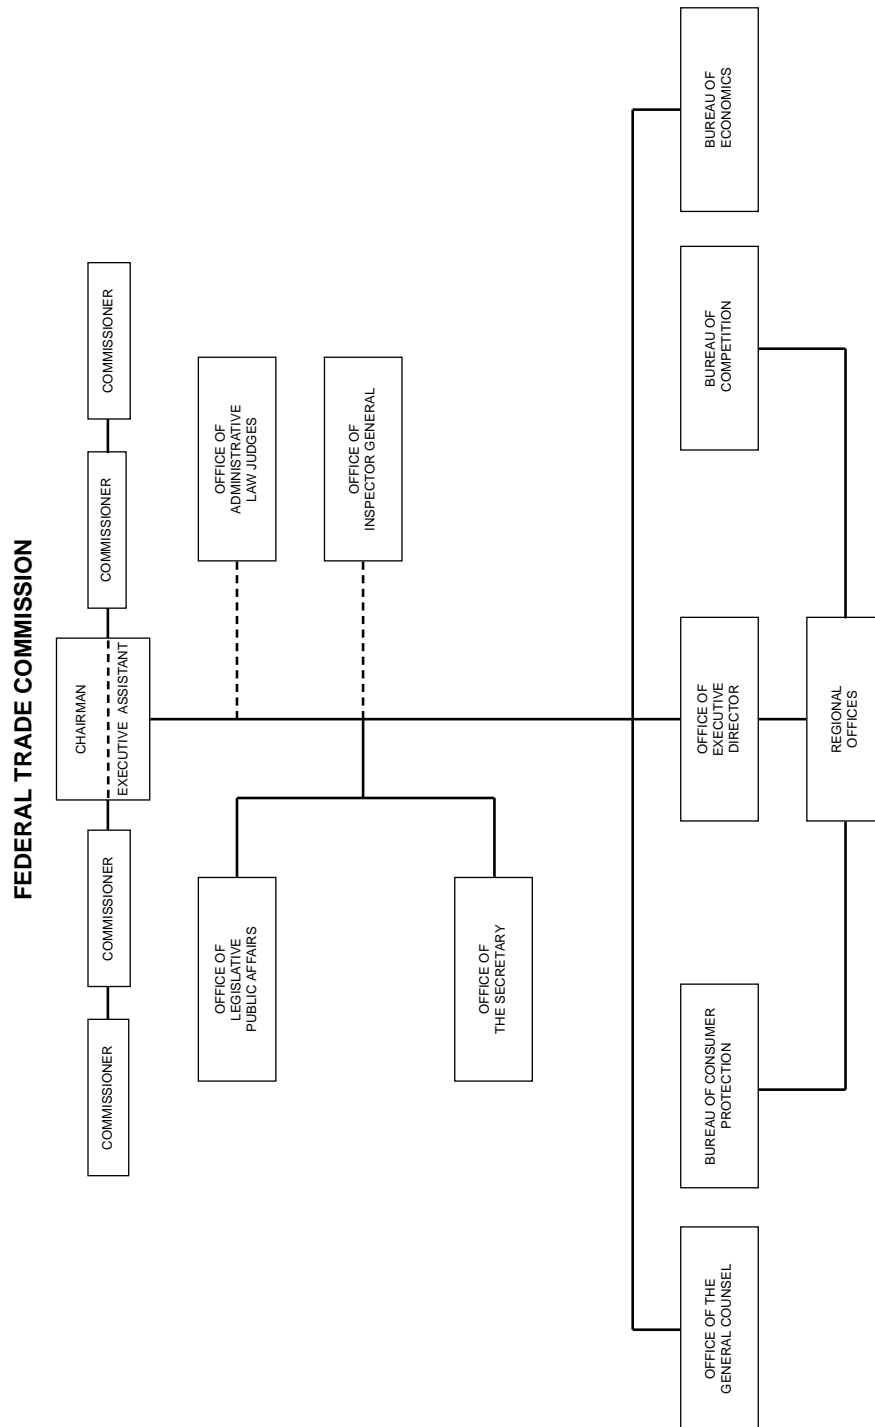 FEDERAL TRADE COMMISSION
COMMISSIONER
COMMISSIONER
CHAIRMAN
EXECUTIVE ASSISTANT
COMMISSIONER
COMMISSIONER
OFFICE OF
LEGISLATIVE
PUBLIC AFFAIRS
OFFICE OF
ADMINISTRATIVE
LAW JUDGES
OFFICE OF
INSPECTOR GENERAL
OFFICE OF
THE SECRETARY
OFFICE OF THE
GENERAL COUNSEL
BUREAU OF CONSUMER
PROTECTION
OFFICE OF
EXECUTIVE
DIRECTOR
BUREAU OF
COMPETITION
BUREAU OF
ECONOMICS
REGIONAL
OFFICES